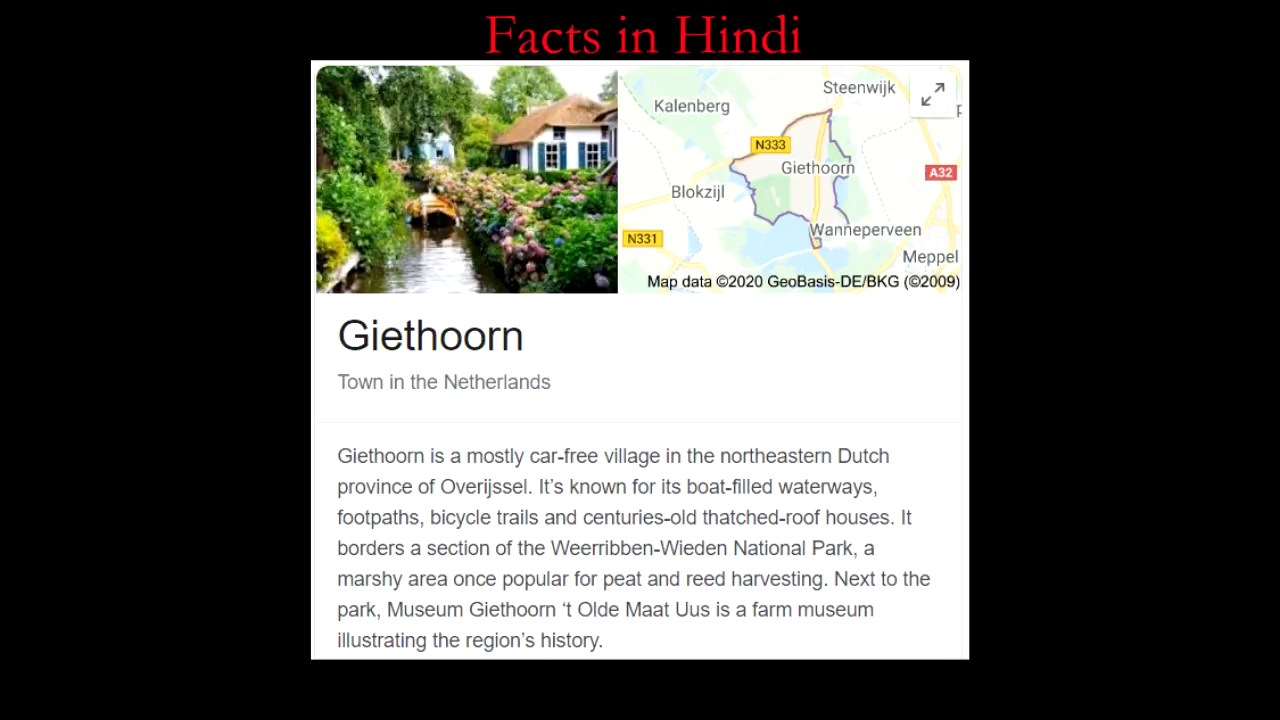 Facts in Hindi
Steenwijk
Kalenberg
N333
Giethoorn
A32
Blokzijl
N331
Wanneperveen
Meppel
Map data ©2020 GeoBasis-DE/BKG (©2009)
Giethoorn
Town in the Netherlands
Giethoorn is a mostly car-free village in the northeastern Dutch
province of Overijssel. It’s known for its boat-filled waterways,
footpaths, bicycle trails and centuries-old thatched-roof houses. It
borders a section of the Weerribben-Wieden National Park, a
marshy area once popular for peat and reed harvesting. Next to the
park, Museum Giethoorn ‘t Olde Maat Uus is a farm museum
illustrating the region’s history.